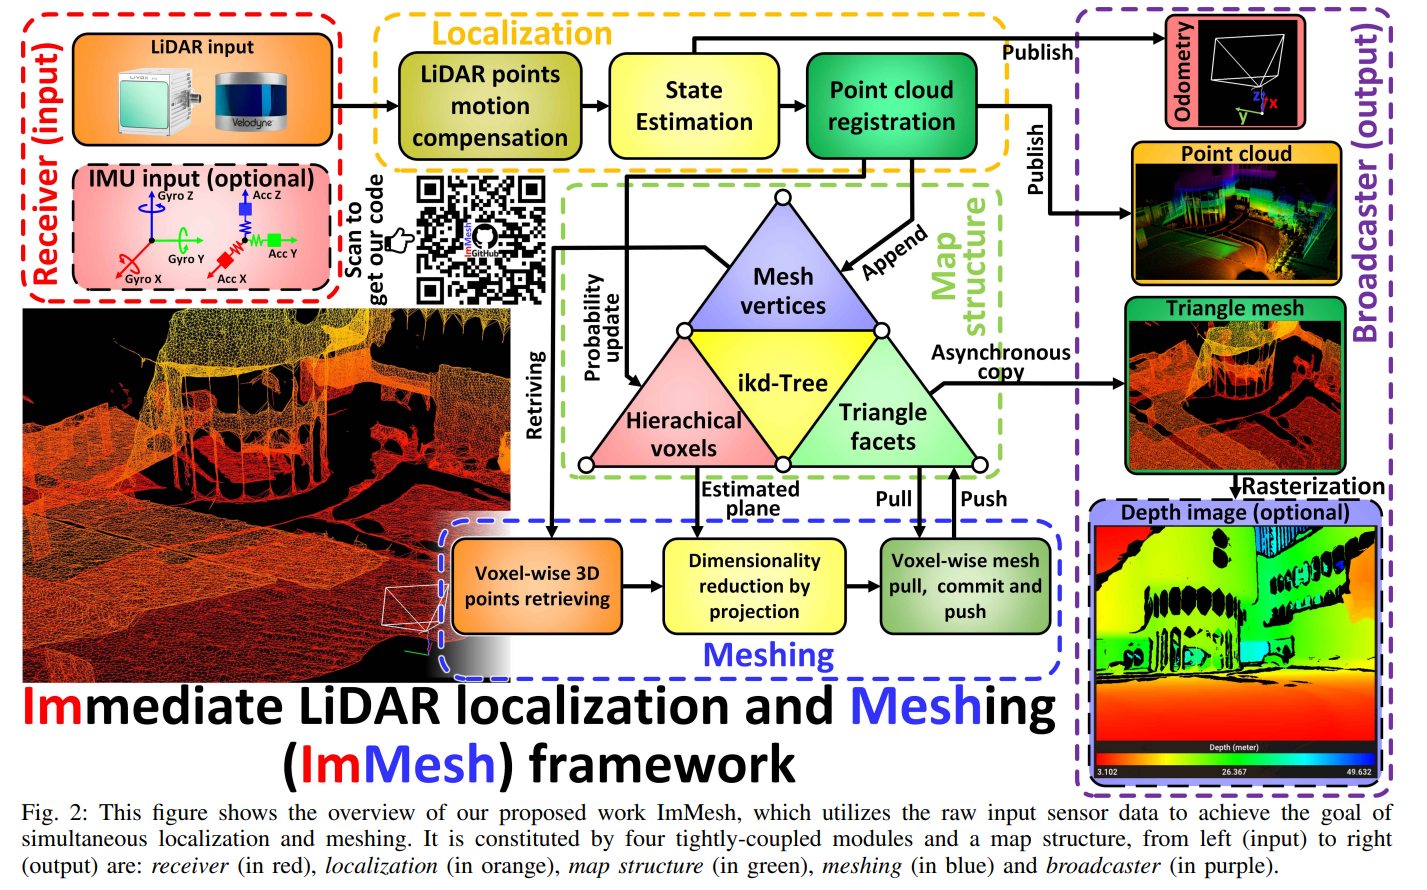 Receiver (input)
LiDAR input
LIVOX
Velodyne
IMU input (optional)
Gyro Z
Acc Z
Gyro Y
Acc Y
Gyro X
Acc X
Localization
LiDAR points
motion
compensation
State
Estimation
Point cloud
registration
Publish
Publish
Scan to
get our code
ImMesh
GitHub
Map
structure
Mesh
vertices
ikd-Tree
Hierachical
voxels
Triangle
facets
Append
Probability
update
Retriving
Asynchronous
copy
Estimated
plane
Pull
Push
Voxel-wise 3D
points retrieving
Dimensionality
reduction by
projection
Voxel-wise mesh
pull, commit and
push
Meshing
Broadcaster (output)
Odometry
z
x
y
Point cloud
Triangle mesh
Rasterization
Depth image (optional)
Depth (meter)
3.102 26.367 49.632
Immediate LiDAR localization and Meshing
(ImMesh) framework
Fig. 2: This figure shows the overview of our proposed work ImMesh, which utilizes the raw input sensor data to achieve the goal of
simultaneous localization and meshing. It is constituted by four tightly-coupled modules and a map structure, from left (input) to right
(output) are: receiver (in red), localization (in orange), map structure (in green), meshing (in blue) and broadcaster (in purple).